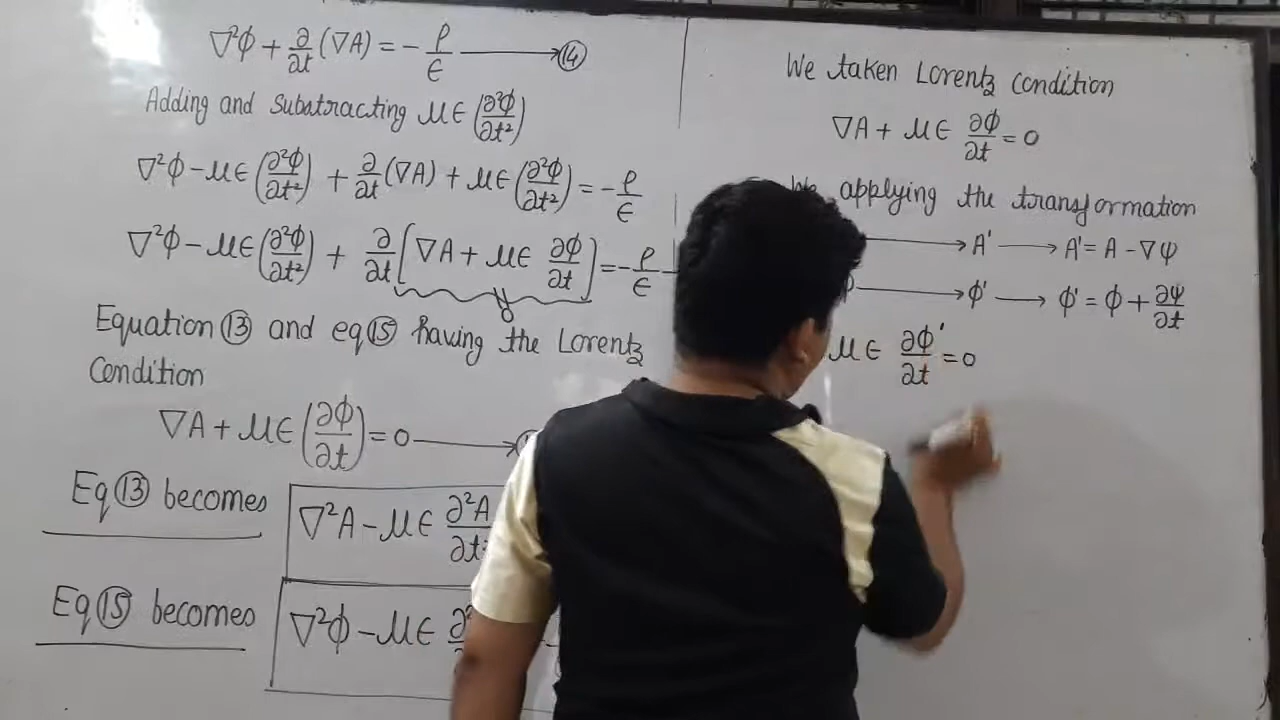 ∇²ϕ + ∂/∂t (∇A) = - ρ/ϵ ⟶ ⑭
Adding and Substracting μϵ (∂²ϕ/∂t²)
∇²ϕ - μϵ (∂²ϕ/∂t²) + ∂/∂t (∇A) + μϵ (∂²ϕ/∂t²) = - ρ/ϵ
∇²ϕ - μϵ (∂²ϕ/∂t²) + ∂/∂t [∇A + μϵ ∂ϕ/∂t] = - ρ/ϵ
Equation ⑬ and eq ⑮ having the Lorentz
Condition
∇A + μϵ (∂ϕ/∂t) = 0 ⟶
Eq ⑬ becomes ∇²A - μϵ ∂²A/∂t²
Eq ⑮ becomes ∇²ϕ - μϵ
We taken Lorentz Condition
∇A + μϵ ∂ϕ/∂t = 0
We applying the transformation
⟶ A' ⟶ A' = A - ∇ψ
ϕ ⟶ ϕ' ⟶ ϕ' = ϕ + ∂ψ/∂t
μϵ ∂ϕ'/∂t = 0